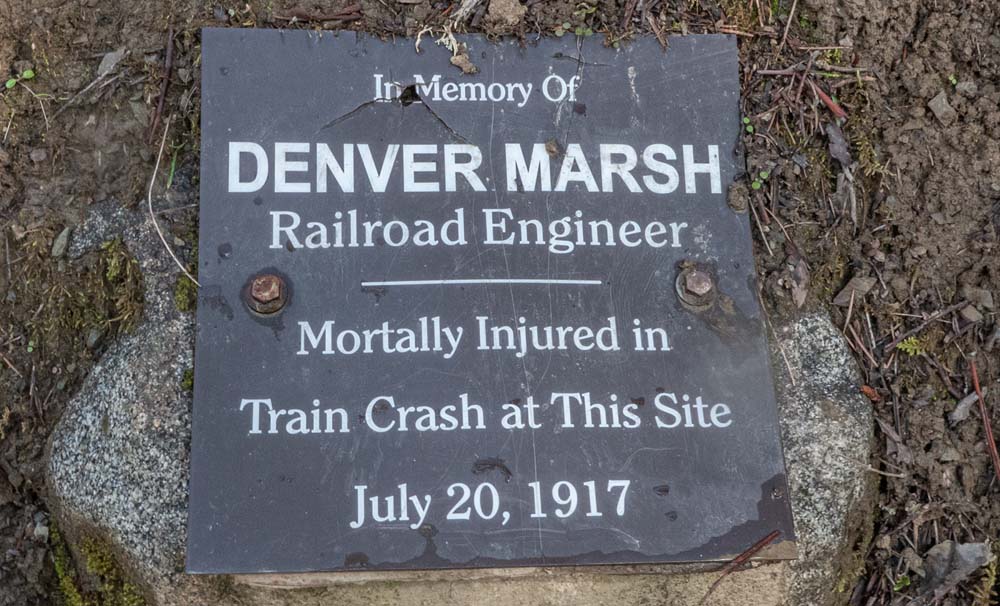 In Memory Of
DENVER MARSH
Railroad Engineer
Mortally Injured in
Train Crash at This Site
July 20, 1917